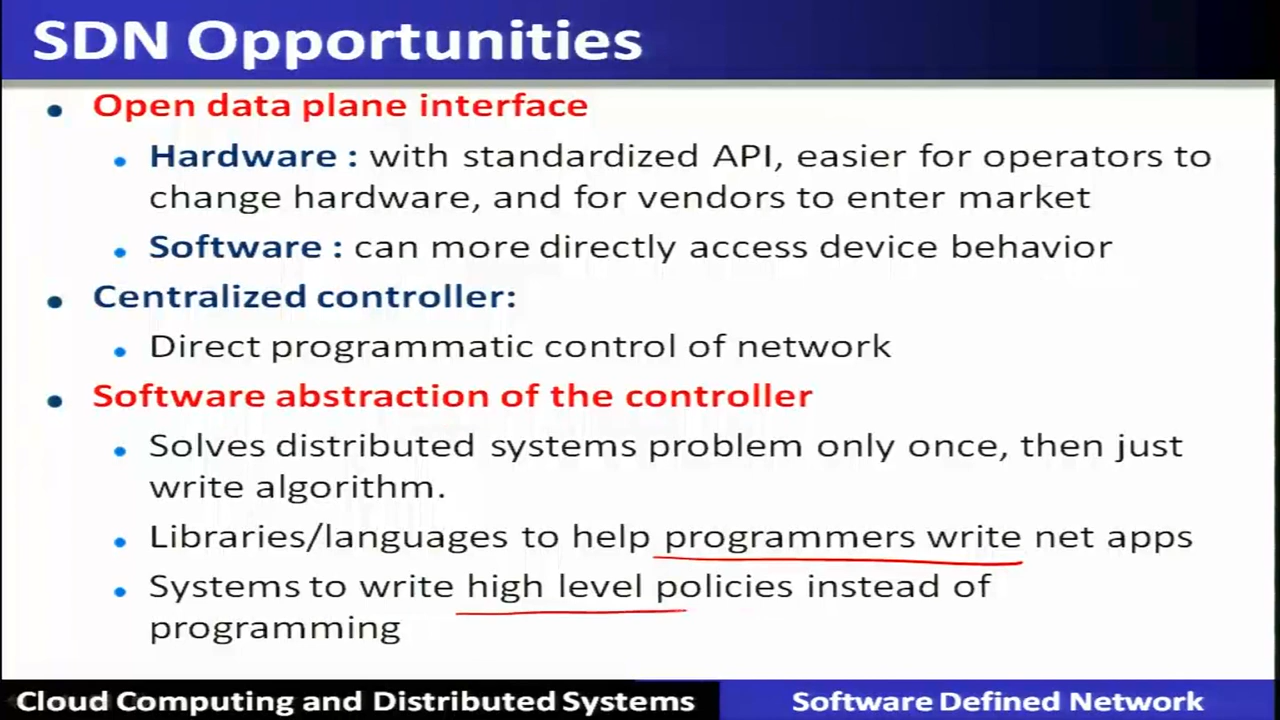 SDN Opportunities
• Open data plane interface
• Hardware : with standardized API, easier for operators to
change hardware, and for vendors to enter market
• Software : can more directly access device behavior
• Centralized controller:
• Direct programmatic control of network
• Software abstraction of the controller
• Solves distributed systems problem only once, then just
write algorithm.
• Libraries/languages to help programmers write net apps
• Systems to write high level policies instead of
programming
Cloud Computing and Distributed Systems
Software Defined Network